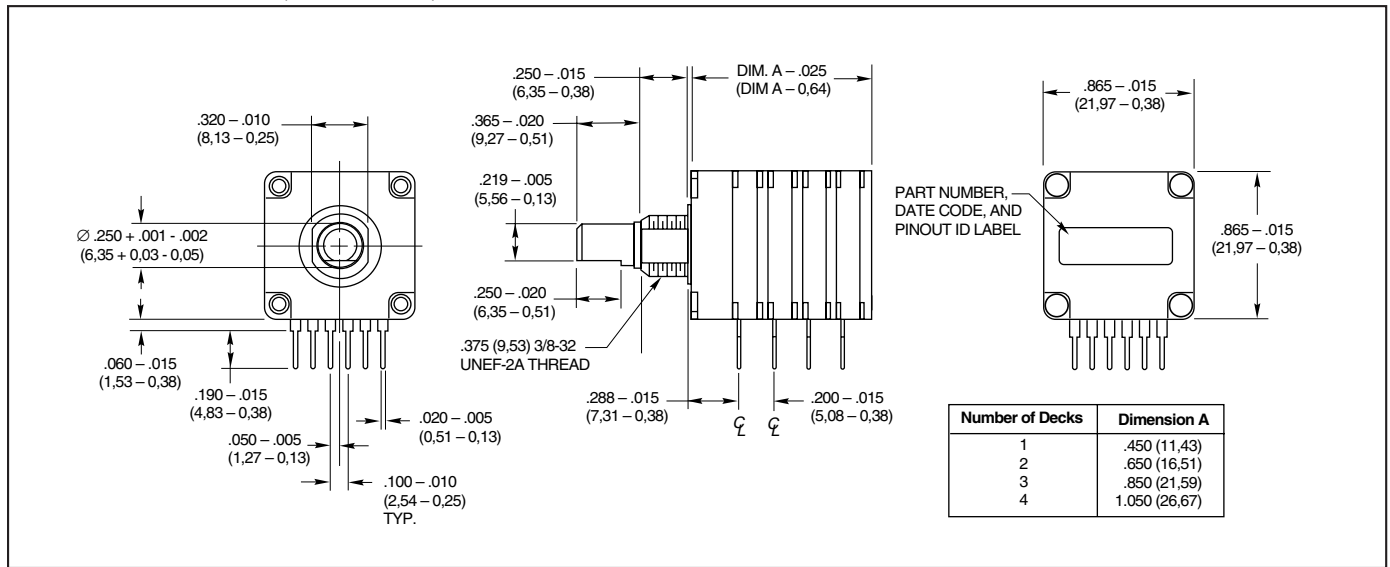 .250 – .015
(6,35 – 0,38)
DIM. A – .025
(DIM A – 0,64)
.865 – .015
(21,97 – 0,38)
.320 – .010
(8,13 – 0,25)
.365 – .020
(9,27 – 0,51)
.219 – .005
(5,56 – 0,13)
PART NUMBER,
DATE CODE, AND
PINOUT ID LABEL
∅ .250 + .001 - .002
(6,35 + 0,03 - 0,05)
.865 – .015
(21,97 – 0,38)
.250 – .020
(6,35 – 0,51)
.375 (9,53) 3/8-32
UNEF-2A THREAD
.060 – .015
(1,53 – 0,38)
.190 – .015
(4,83 – 0,38)
.020 – .005
(0,51 – 0,13)
.050 – .005
(1,27 – 0,13)
.100 – .010
(2,54 – 0,25)
TYP.
.288 – .015
(7,31 – 0,38)
.200 – .015
(5,08 – 0,38)
℄ ℄
Number of Decks Dimension A
1 .450 (11,43)
2 .650 (16,51)
3 .850 (21,59)
4 1.050 (26,67)